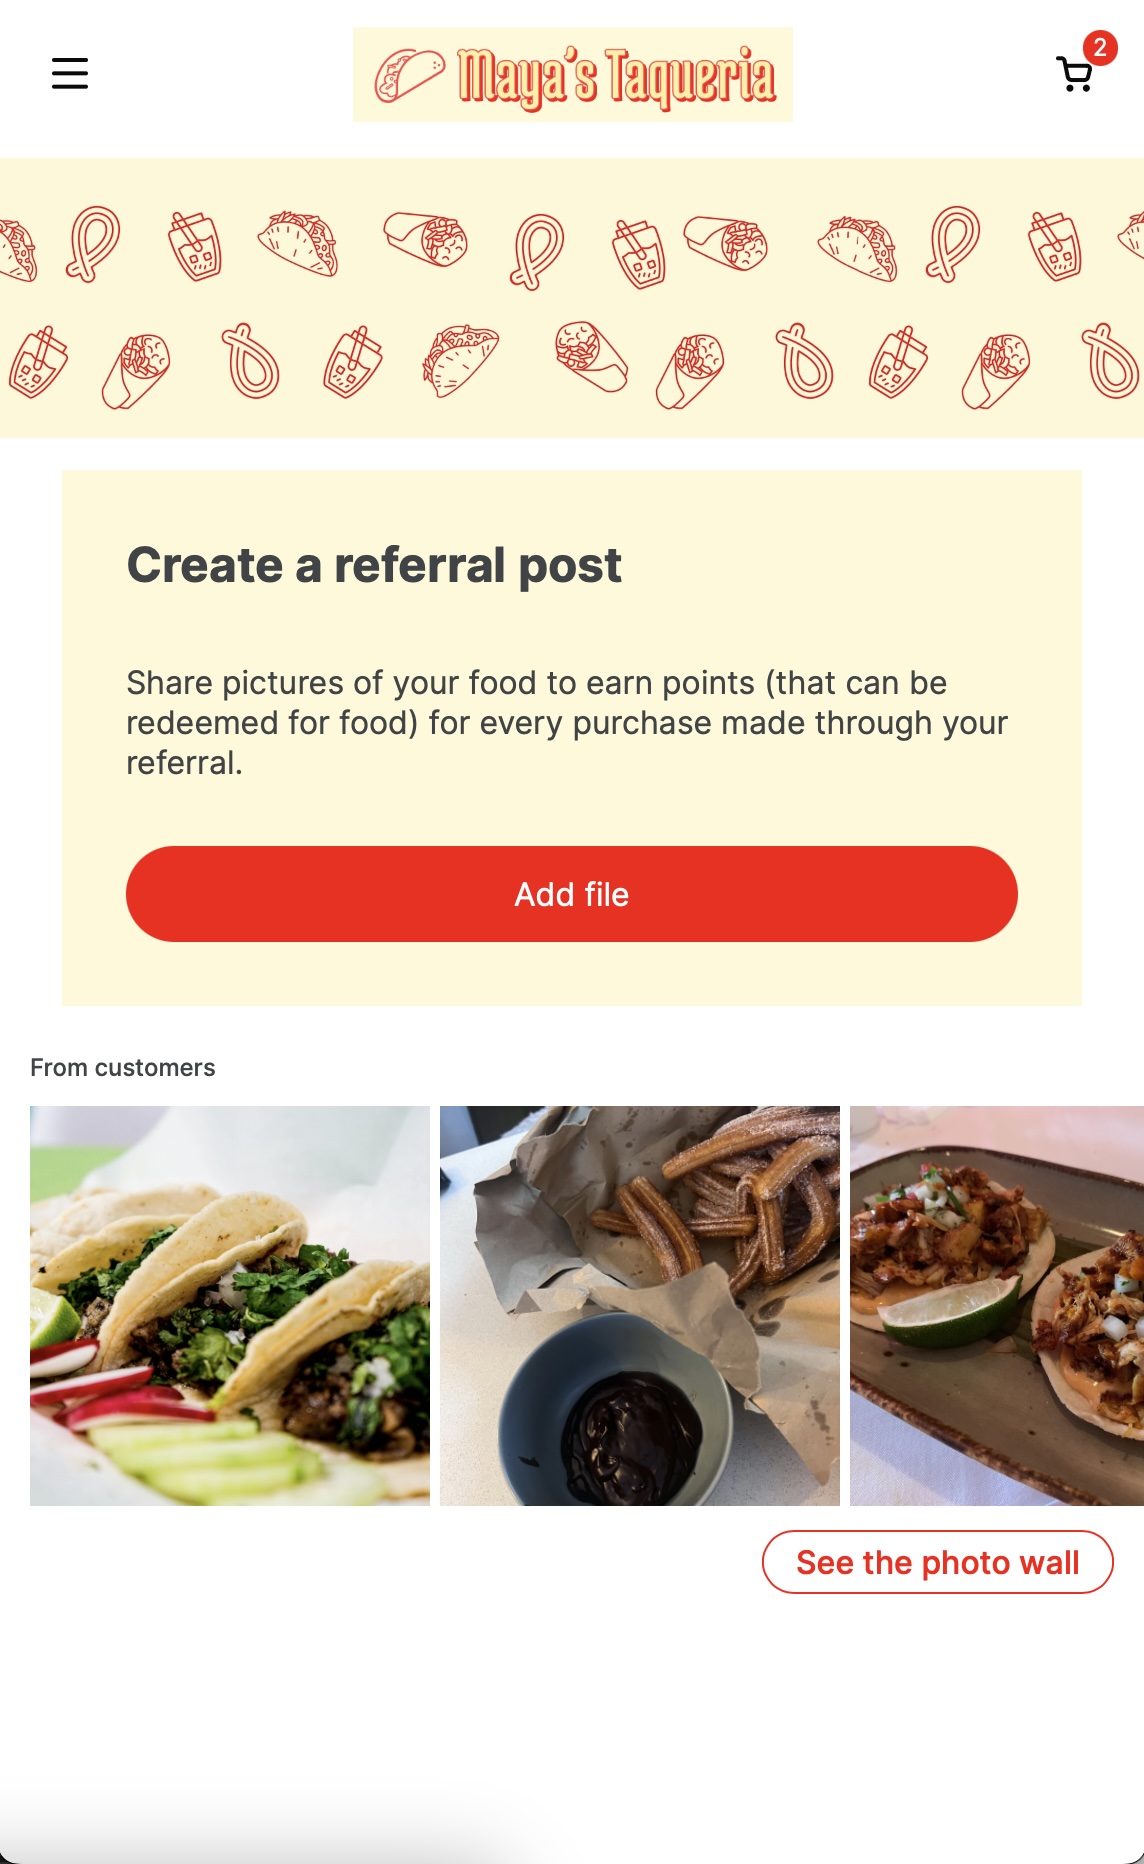 Maya's Taqueria
2
Create a referral post
Share pictures of your food to earn points (that can be
redeemed for food) for every purchase made through your
referral.
Add file
From customers
See the photo wall